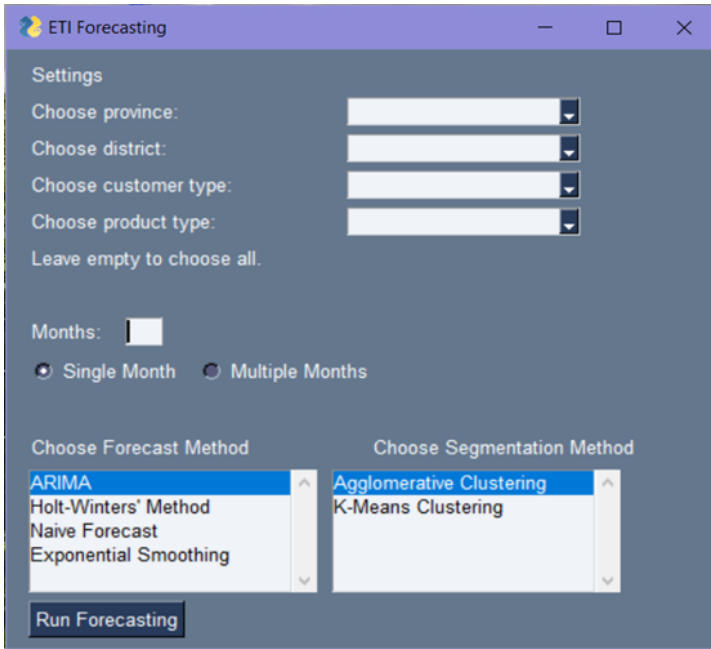 ETI Forecasting
Settings
Choose province:
Choose district:
Choose customer type:
Choose product type:
Leave empty to choose all.
Months:
Single Month Multiple Months
Choose Forecast Method Choose Segmentation Method
ARIMA Agglomerative Clustering
Holt-Winters' Method K-Means Clustering
Naive Forecast
Exponential Smoothing
Run Forecasting